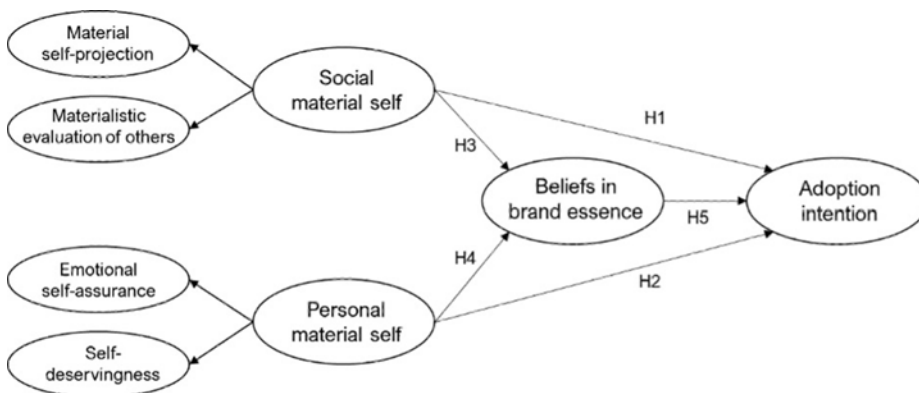 Material
self-projection
Social
material self
Materialistic
evaluation of others
H1
H3
Beliefs in
brand essence
H5
Adoption
intention
H4
Emotional
self-assurance
H2
Personal
material self
Self-
deservingness